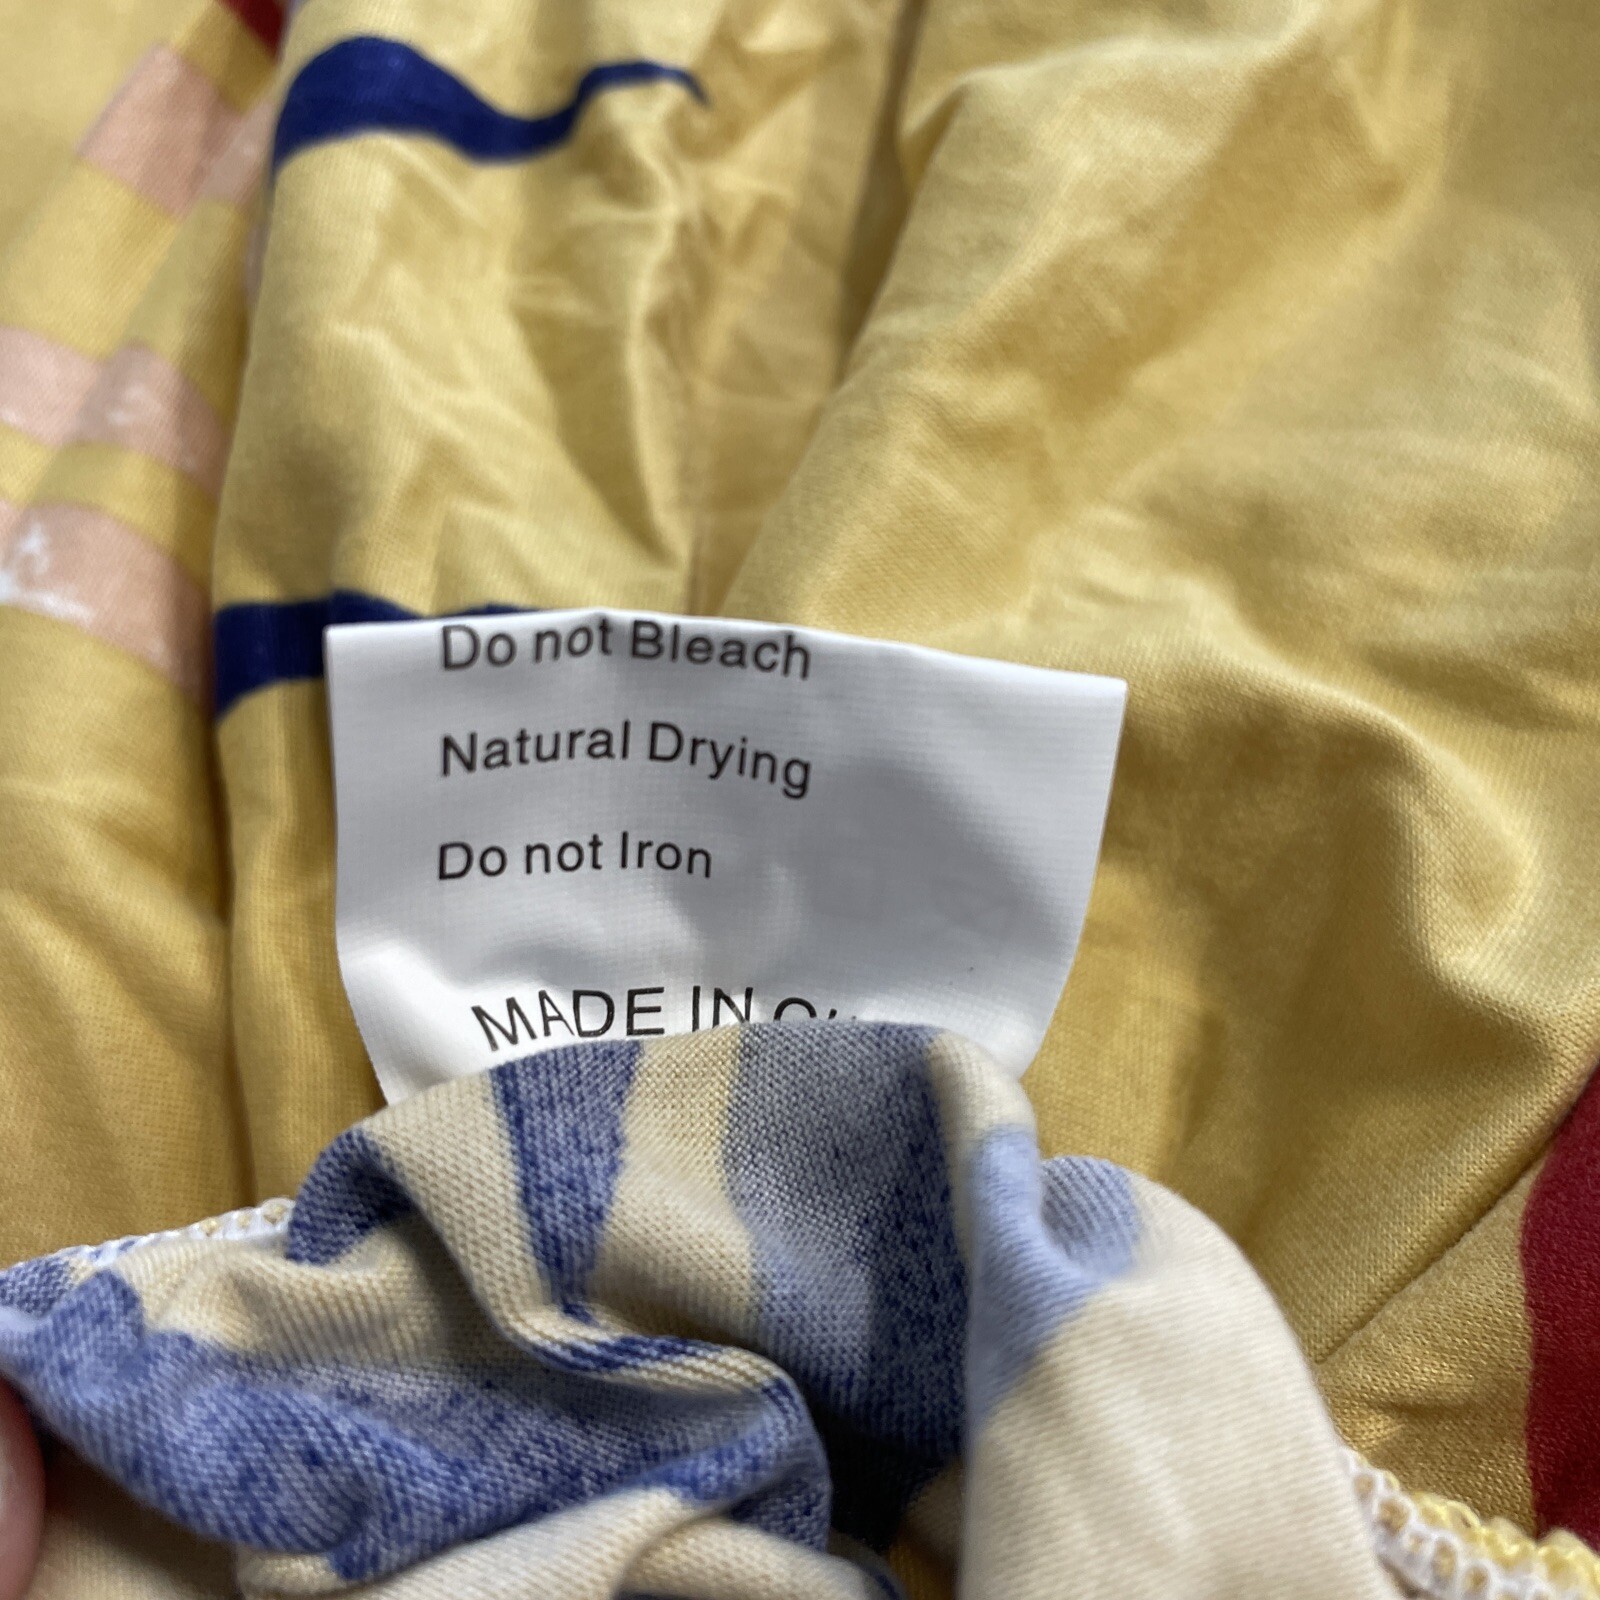 Do not Bleach
Natural Drying
Do not Iron
MADE IN